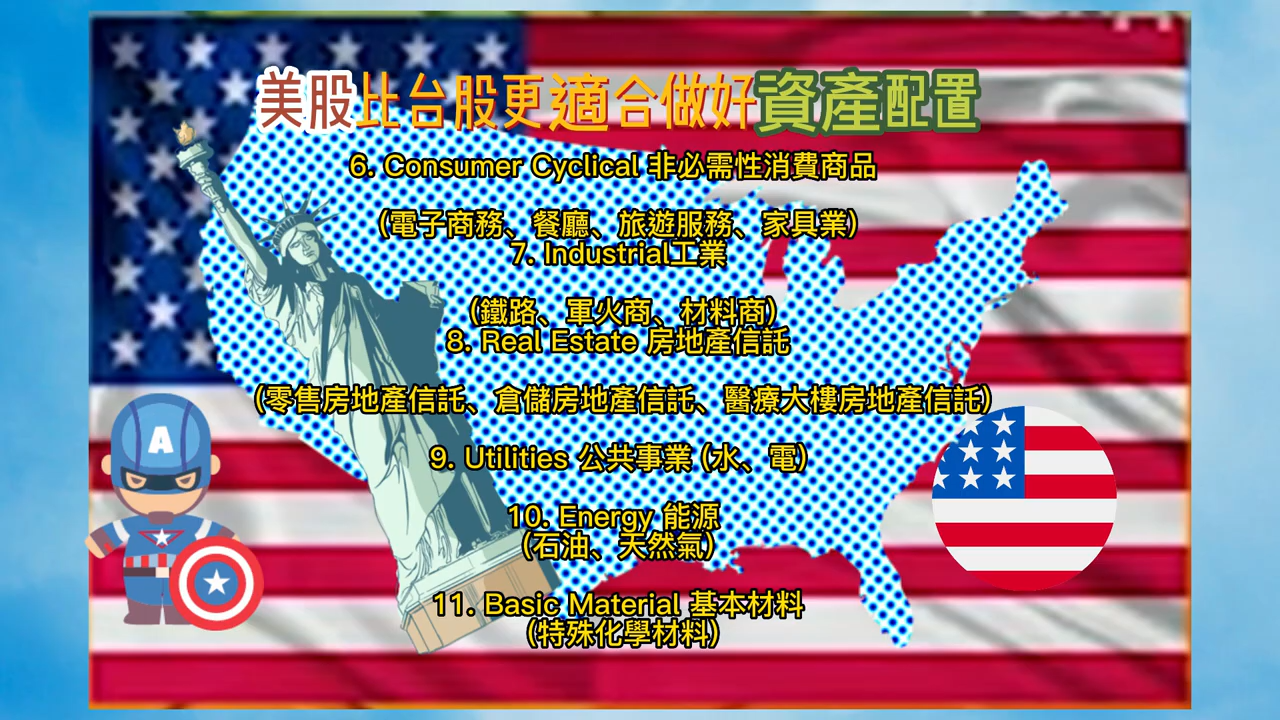 美股比台股更適合做好資產配置
6. Consumer Cyclical 非必需性消費商品
(電子商務、餐廳、旅遊服務、家具業)
7. Industrial工業
(鐵路、軍火商、材料商)
8. Real Estate 房地產信託
(零售房地產信託、倉儲房地產信託、醫療大樓房地產信託)
9. Utilities 公共事業 (水、電)
10. Energy 能源
(石油、天然氣)
11. Basic Material 基本材料
(特殊化學材料)
A